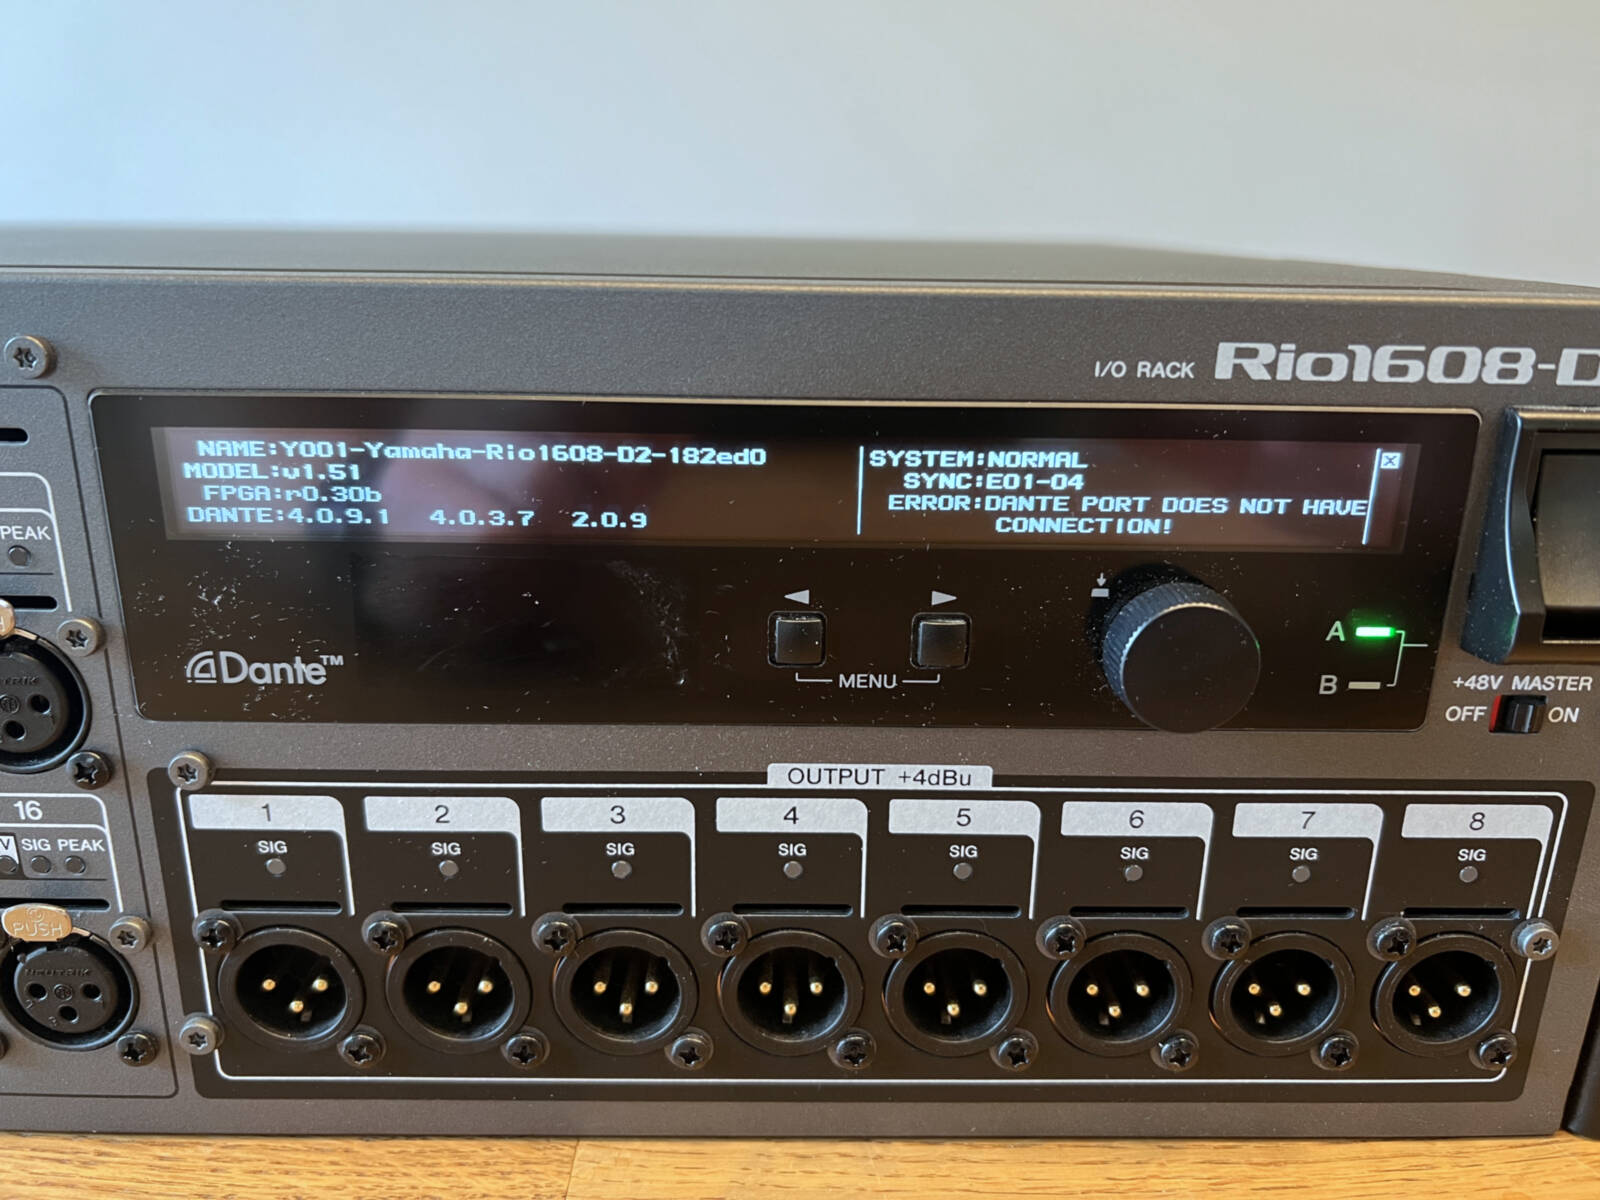 I/O RACK Rio1608-D
NAME:Y001-Yamaha-Rio1608-D2-182ed0
MODEL:v1.51
FPGA:r0.30b
DANTE:4.0.9.1 4.0.3.7 2.0.9
SYSTEM:NORMAL
SYNC:E01-04
ERROR:DANTE PORT DOES NOT HAVE
CONNECTION!
Dante™
MENU
A
B
+48V MASTER
OFF ON
PEAK
16
V SIG PEAK
PUSH
NEUTRIK
OUTPUT +4dBu
1 2 3 4 5 6 7 8
SIG SIG SIG SIG SIG SIG SIG SIG